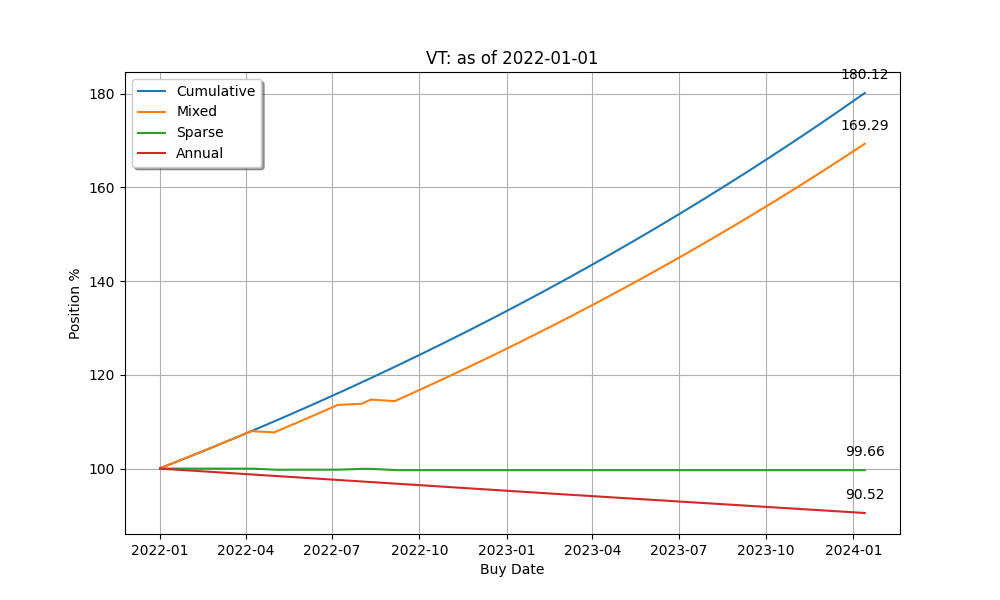 VT: as of 2022-01-01
180.12
180
Cumulative
Mixed
Sparse
Annual
169.29
160
140
120
100
99.66
90.52
Position %
2022-01 2022-04 2022-07 2022-10 2023-01 2023-04 2023-07 2023-10 2024-01
Buy Date